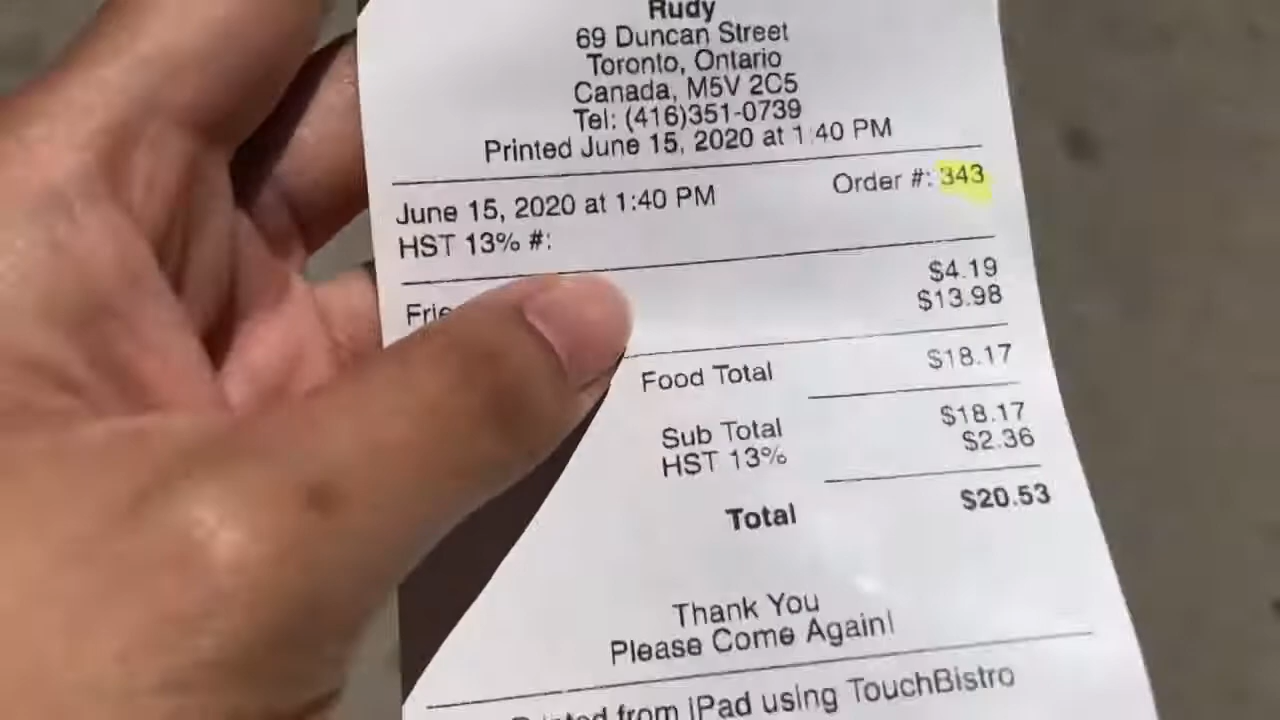 Rudy
69 Duncan Street
Toronto, Ontario
Canada, M5V 2C5
Tel: (416)351-0739
Printed June 15, 2020 at 1:40 PM
Order #: 343
June 15, 2020 at 1:40 PM
HST 13% #:
$4.19
$13.98
Food Total $18.17
Sub Total $18.17
HST 13% $2.36
Total $20.53
Thank You
Please Come Again!
from iPad using TouchBistro